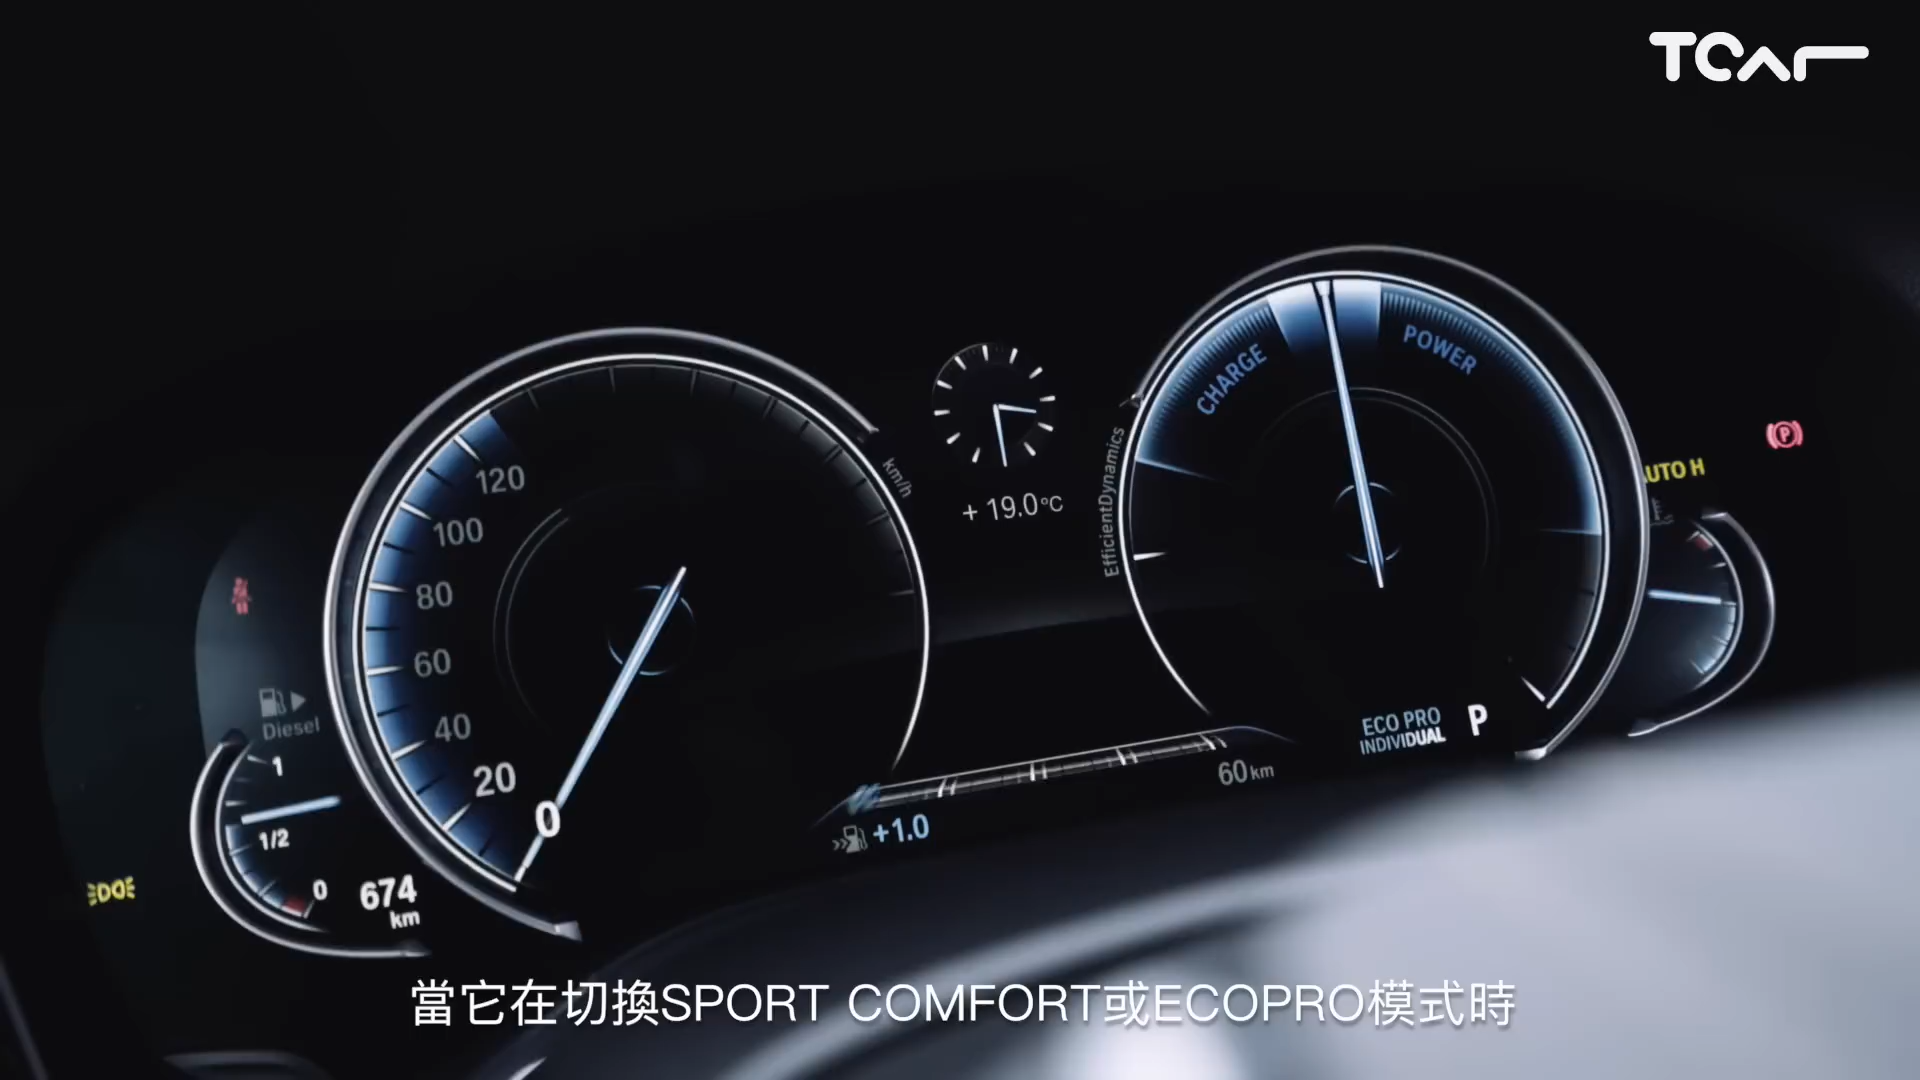 TCar
120
100
80
60
40
20
0
km/h
+ 19.0°C
EfficientDynamics
CHARGE
POWER
AUTO H
P
Diesel
1
1/2
0
674
km
+1.0
60 km
ECO PRO
INDIVIDUAL
P
當它在切換SPORT COMFORT或ECOPRO模式時